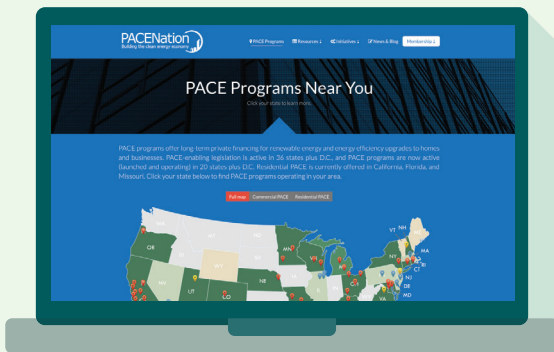 PACENation
Building the clean energy economy
PACE Programs Resources ↓ Initiatives ↓ News & Blog Membership ↓
PACE Programs Near You
Click your state to learn more.
PACE programs offer long-term private financing for renewable energy and energy efficiency upgrades to homes
and businesses. PACE-enabling legislation is active in 36 states plus D.C., and PACE programs are now active
(launched and operating) in 20 states plus D.C. Residential PACE is currently offered in California, Florida, and
Missouri. Click your state below to find PACE programs operating in your area.
Full map Commercial PACE Residential PACE
VT NH
OR
MN
WI
MA
NY
RI
CT
NJ
NV
UT
CO
NE
DE
MD
VA